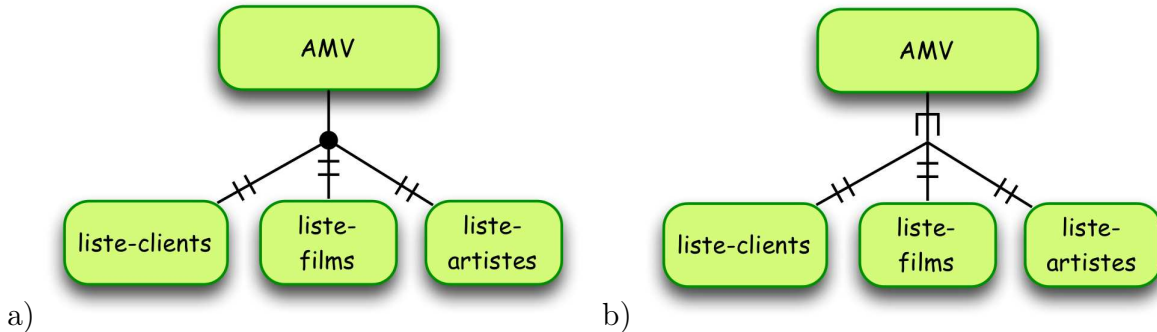 AMV
liste-clients
liste-
films
liste-
artistes
a)
AMV
liste-clients
liste-
films
liste-
artistes
b)